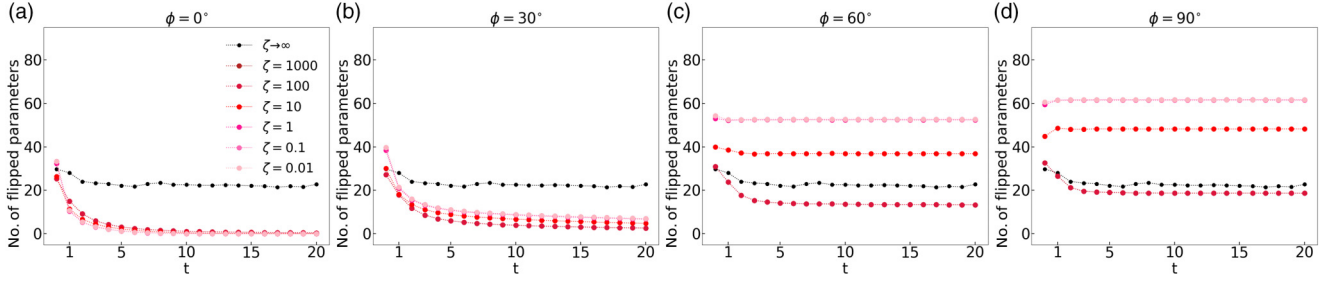 (a)
ϕ = 0°
No. of flipped parameters
80
60
40
20
0
1
5
10
15
20
t
ζ→∞
ζ = 1000
ζ = 100
ζ = 10
ζ = 1
ζ = 0.1
ζ = 0.01
(b)
ϕ = 30°
No. of flipped parameters
80
60
40
20
0
1
5
10
15
20
t
(c)
ϕ = 60°
No. of flipped parameters
80
60
40
20
0
1
5
10
15
20
t
(d)
ϕ = 90°
No. of flipped parameters
80
60
40
20
0
1
5
10
15
20
t